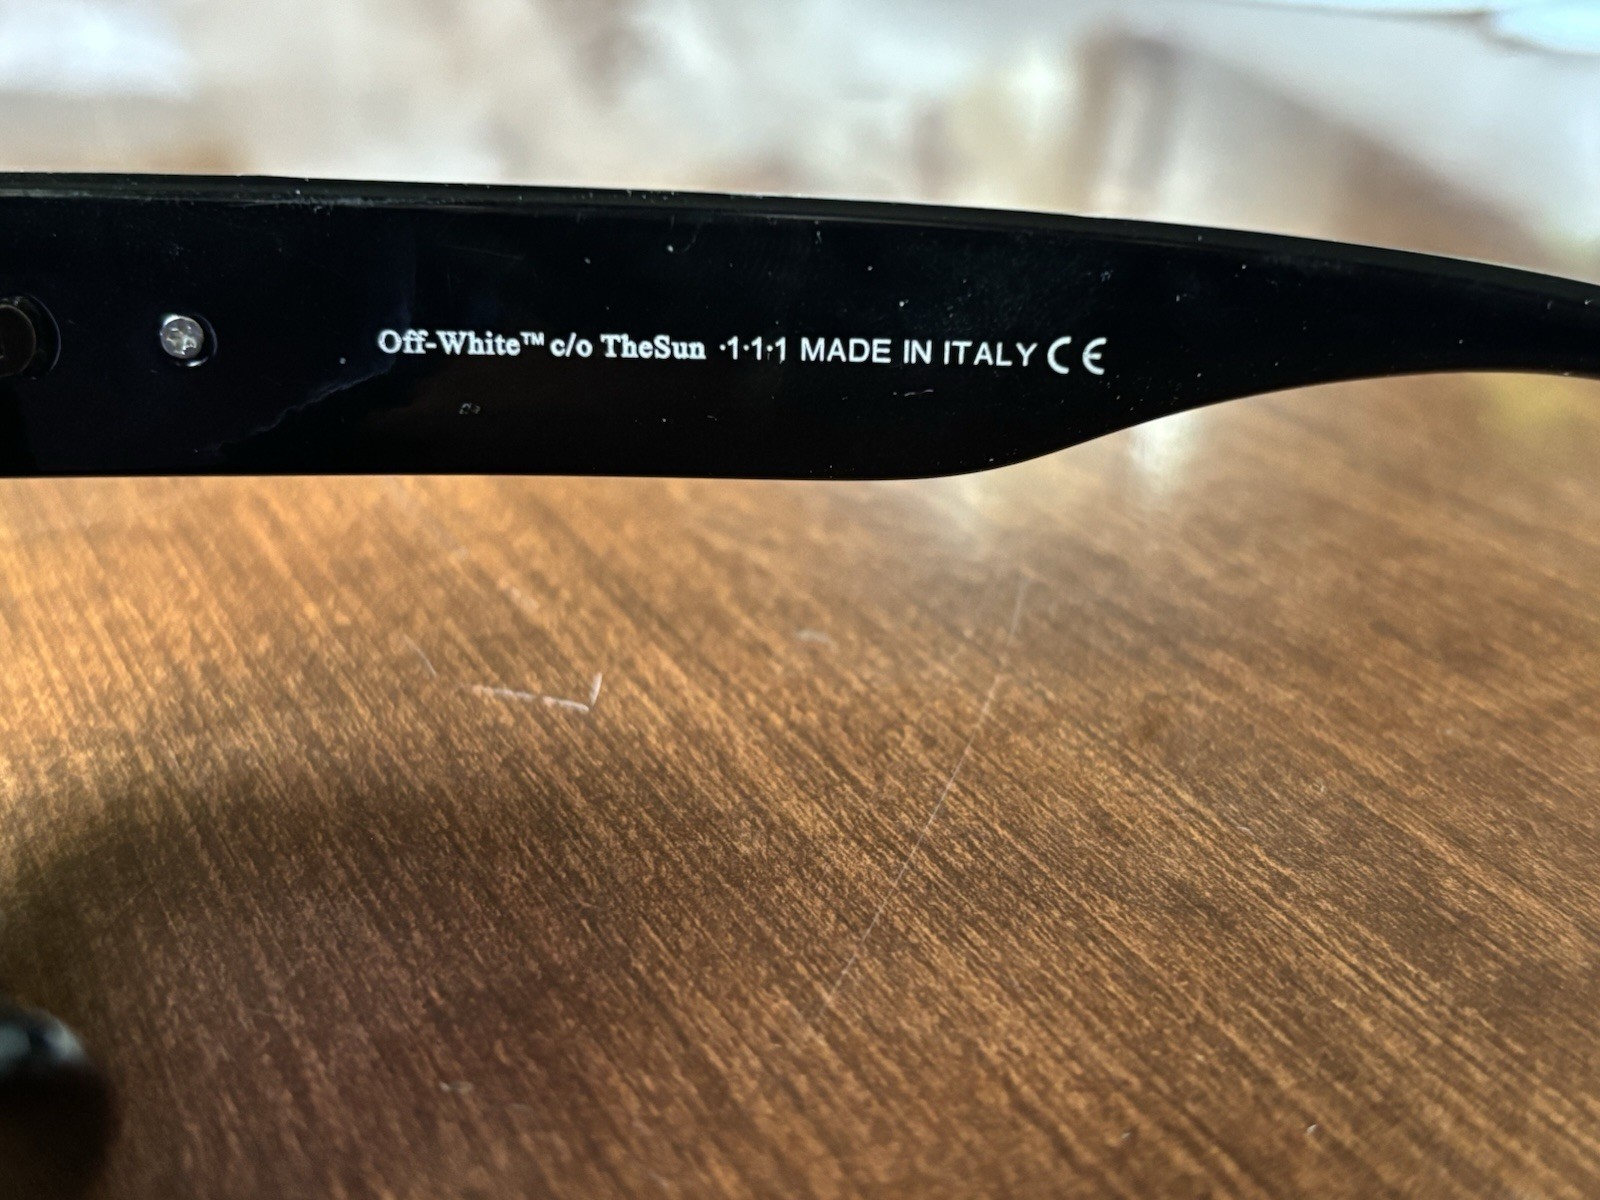 Off-White™ c/o TheSun ·1·1·1 MADE IN ITALY CE